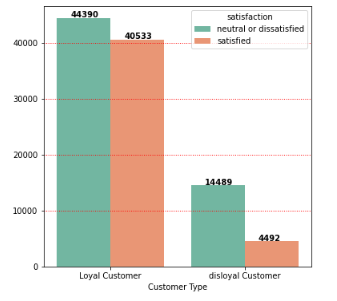 44390
satisfaction
neutral or dissatisfied
satisfied
40533
40000
30000
20000
14489
10000
4492
0
Loyal Customer
disloyal Customer
Customer Type